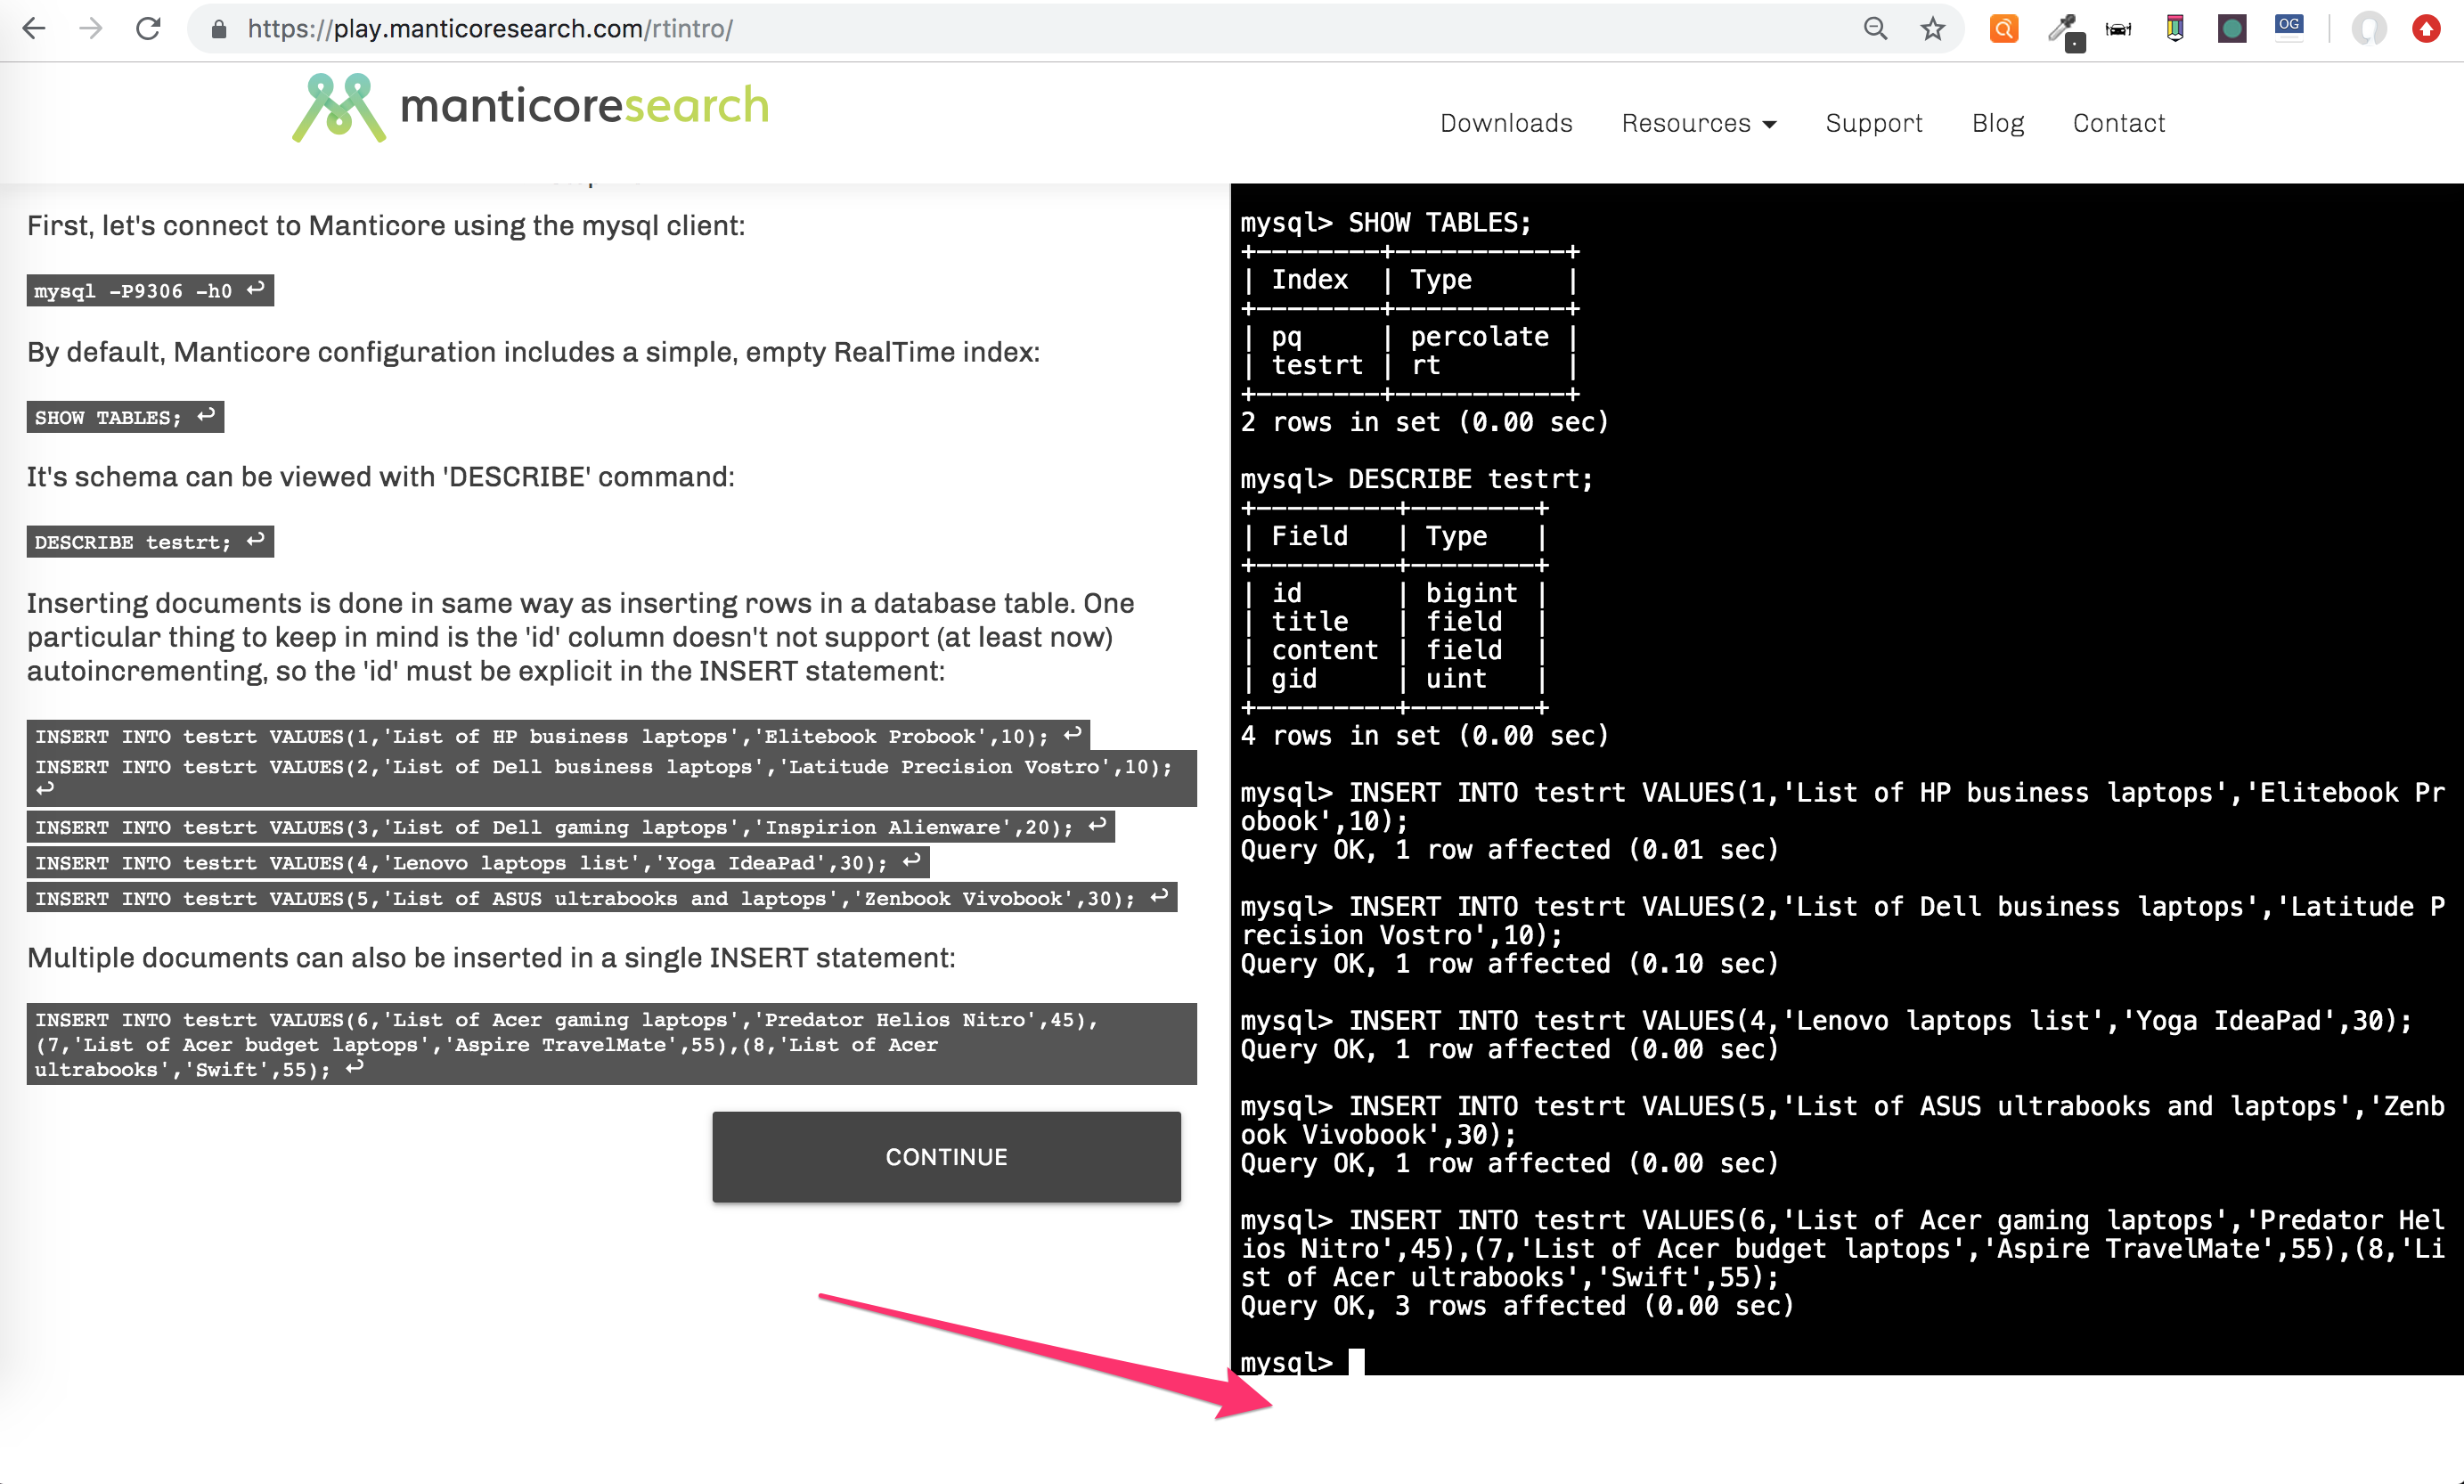 https://play.manticoresearch.com/rtintro/
OG
manticoresearch
Downloads
Resources
Support
Blog
Contact
First, let's connect to Manticore using the mysql client:
mysql -P9306 -h0 ↩
By default, Manticore configuration includes a simple, empty RealTime index:
SHOW TABLES; ↩
It's schema can be viewed with 'DESCRIBE' command:
DESCRIBE testrt; ↩
Inserting documents is done in same way as inserting rows in a database table. One
particular thing to keep in mind is the 'id' column doesn't not support (at least now)
autoincrementing, so the 'id' must be explicit in the INSERT statement:
INSERT INTO testrt VALUES(1,'List of HP business laptops','Elitebook Probook',10); ↩
INSERT INTO testrt VALUES(2,'List of Dell business laptops','Latitude Precision Vostro',10);
↩
INSERT INTO testrt VALUES(3,'List of Dell gaming laptops','Inspirion Alienware',20); ↩
INSERT INTO testrt VALUES(4,'Lenovo laptops list','Yoga IdeaPad',30); ↩
INSERT INTO testrt VALUES(5,'List of ASUS ultrabooks and laptops','Zenbook Vivobook',30); ↩
Multiple documents can also be inserted in a single INSERT statement:
INSERT INTO testrt VALUES(6,'List of Acer gaming laptops','Predator Helios Nitro',45),
(7,'List of Acer budget laptops','Aspire TravelMate',55),(8,'List of Acer
ultrabooks','Swift',55); ↩
CONTINUE
mysql> SHOW TABLES;
+--------+-----------+
| Index  | Type      |
+--------+-----------+
| pq     | percolate |
| testrt | rt        |
+--------+-----------+
2 rows in set (0.00 sec)
mysql> DESCRIBE testrt;
+---------+--------+
| Field   | Type   |
+---------+--------+
| id      | bigint |
| title   | field  |
| content | field  |
| gid     | uint   |
+---------+--------+
4 rows in set (0.00 sec)
mysql> INSERT INTO testrt VALUES(1,'List of HP business laptops','Elitebook Pr
obook',10);
Query OK, 1 row affected (0.01 sec)
mysql> INSERT INTO testrt VALUES(2,'List of Dell business laptops','Latitude P
recision Vostro',10);
Query OK, 1 row affected (0.10 sec)
mysql> INSERT INTO testrt VALUES(4,'Lenovo laptops list','Yoga IdeaPad',30);
Query OK, 1 row affected (0.00 sec)
mysql> INSERT INTO testrt VALUES(5,'List of ASUS ultrabooks and laptops','Zenb
ook Vivobook',30);
Query OK, 1 row affected (0.00 sec)
mysql> INSERT INTO testrt VALUES(6,'List of Acer gaming laptops','Predator Hel
ios Nitro',45),(7,'List of Acer budget laptops','Aspire TravelMate',55),(8,'Li
st of Acer ultrabooks','Swift',55);
Query OK, 3 rows affected (0.00 sec)
mysql>